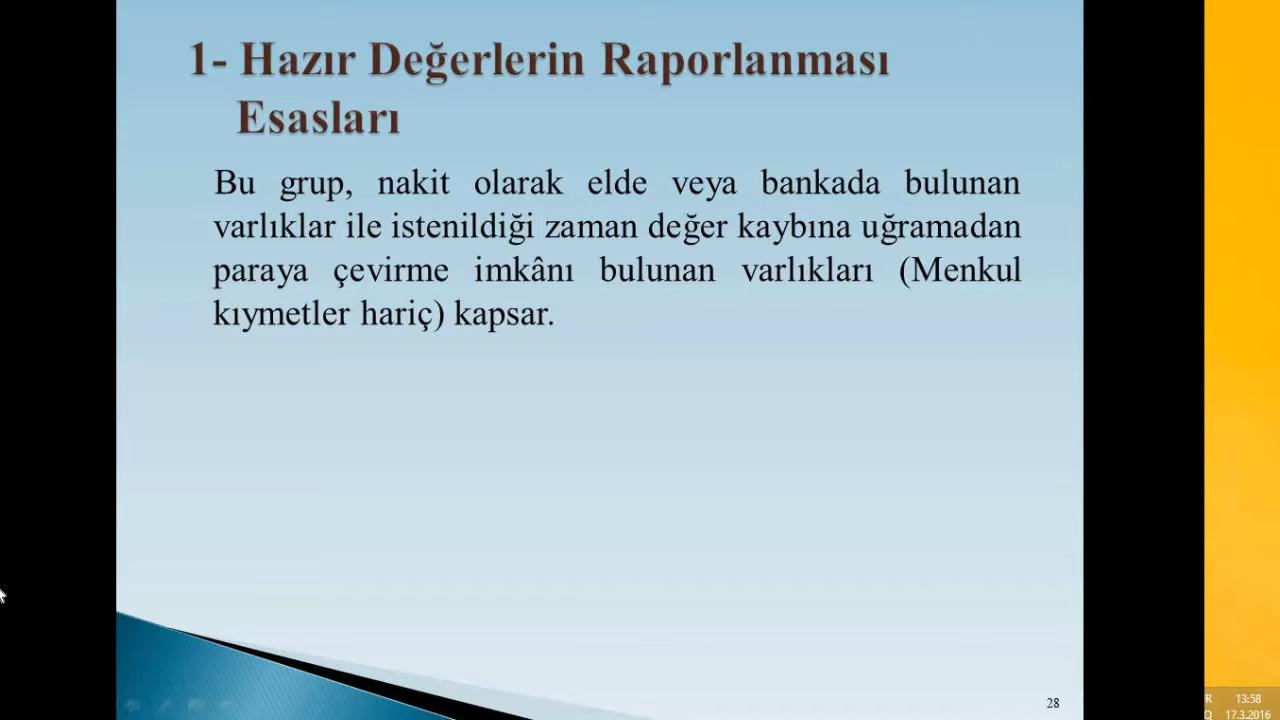 1- Hazır Değerlerin Raporlanması
Esasları
Bu grup, nakit olarak elde veya bankada bulunan
varlıklar ile istenildiği zaman değer kaybına uğramadan
paraya çevirme imkânı bulunan varlıkları (Menkul
kıymetler hariç) kapsar.
28
R 13:58
Q 17.3.2016